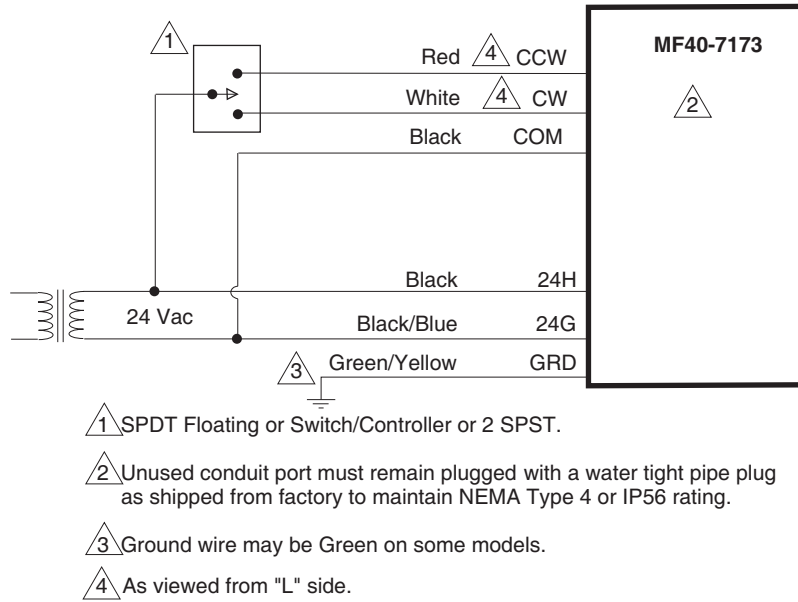 1
MF40-7173
Red 4 CCW
White 4 CW
2
Black COM
Black 24H
24 Vac
Black/Blue 24G
3 Green/Yellow GRD
1 SPDT Floating or Switch/Controller or 2 SPST.
2 Unused conduit port must remain plugged with a water tight pipe plug
as shipped from factory to maintain NEMA Type 4 or IP56 rating.
3 Ground wire may be Green on some models.
4 As viewed from "L" side.